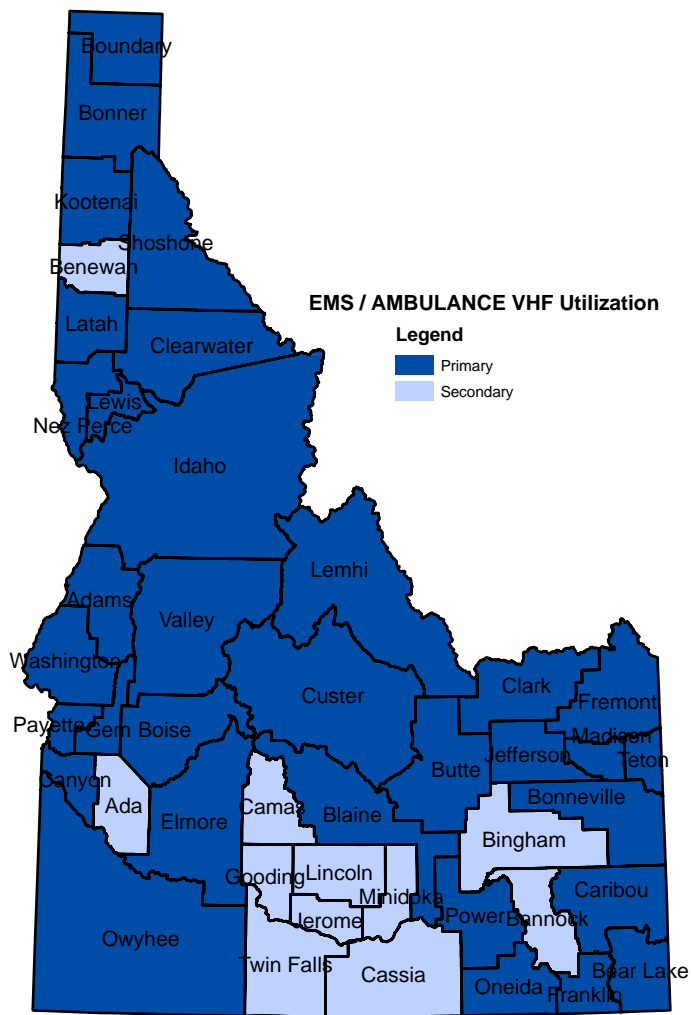 Boundary
Bonner
Kootenai
Shoshone
Benewah
EMS / AMBULANCE VHF Utilization
Legend
Primary
Secondary
Latah
Clearwater
Lewis
Nez Perce
Idaho
Lemhi
Adams
Valley
Washington
Custer
Clark
Fremont
Payette
Gem
Boise
Madison
Jefferson
Teton
Butte
Canyon
Ada
Camas
Blaine
Bonneville
Elmore
Bingham
Gooding
Lincoln
Minidoka
Caribou
Jerome
Power
Bannock
Owyhee
Twin Falls
Cassia
Oneida
Franklin
Bear Lake